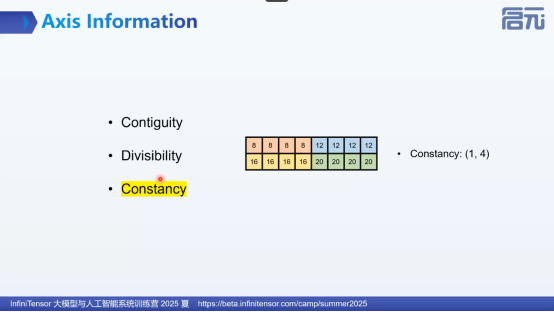 Axis Information
启元
• Contiguity
• Divisibility
• Constancy
8 8 8 8 12 12 12 12
16 16 16 16 20 20 20 20
• Constancy: (1, 4)
InfiniTensor 大模型与人工智能系统训练营 2025 夏 https://beta.infinitensor.com/camp/summer2025